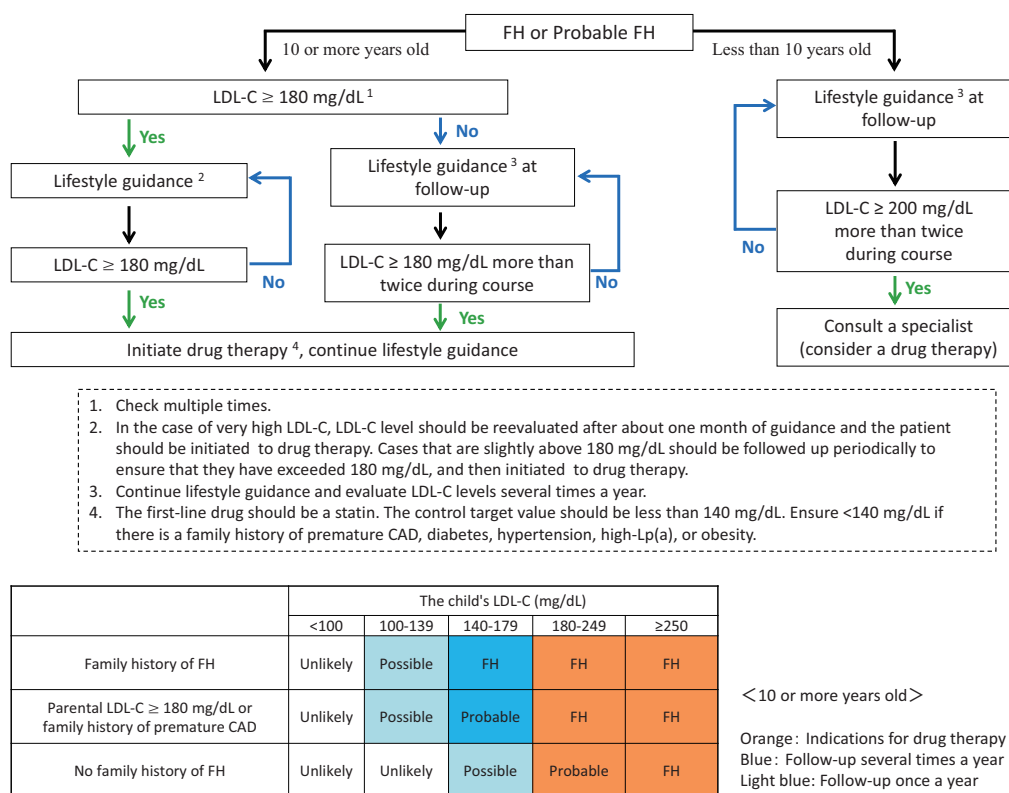 FH or Probable FH
10 or more years old
Less than 10 years old
LDL-C ≥ 180 mg/dL 1
Lifestyle guidance 3 at
follow-up
Yes
No
Lifestyle guidance 2
Lifestyle guidance 3 at
follow-up
LDL-C ≥ 200 mg/dL
more than twice
during course
No
LDL-C ≥ 180 mg/dL
No
LDL-C ≥ 180 mg/dL more than
twice during course
No
Yes
Yes
Yes
Initiate drug therapy 4, continue lifestyle guidance
Consult a specialist
(consider a drug therapy)
1. Check multiple times.
2. In the case of very high LDL-C, LDL-C level should be reevaluated after about one month of guidance and the patient
should be initiated to drug therapy. Cases that are slightly above 180 mg/dL should be followed up periodically to
ensure that they have exceeded 180 mg/dL, and then initiated to drug therapy.
3. Continue lifestyle guidance and evaluate LDL-C levels several times a year.
4. The first-line drug should be a statin. The control target value should be less than 140 mg/dL. Ensure <140 mg/dL if
there is a family history of premature CAD, diabetes, hypertension, high-Lp(a), or obesity.
The child's LDL-C (mg/dL)
<100 100-139 140-179 180-249 ≥250
Family history of FH Unlikely Possible FH FH FH
Parental LDL-C ≥ 180 mg/dL or
family history of premature CAD Unlikely Possible Probable FH FH
No family history of FH Unlikely Unlikely Possible Probable FH
＜10 or more years old＞
Orange: Indications for drug therapy
Blue: Follow-up several times a year
Light blue: Follow-up once a year